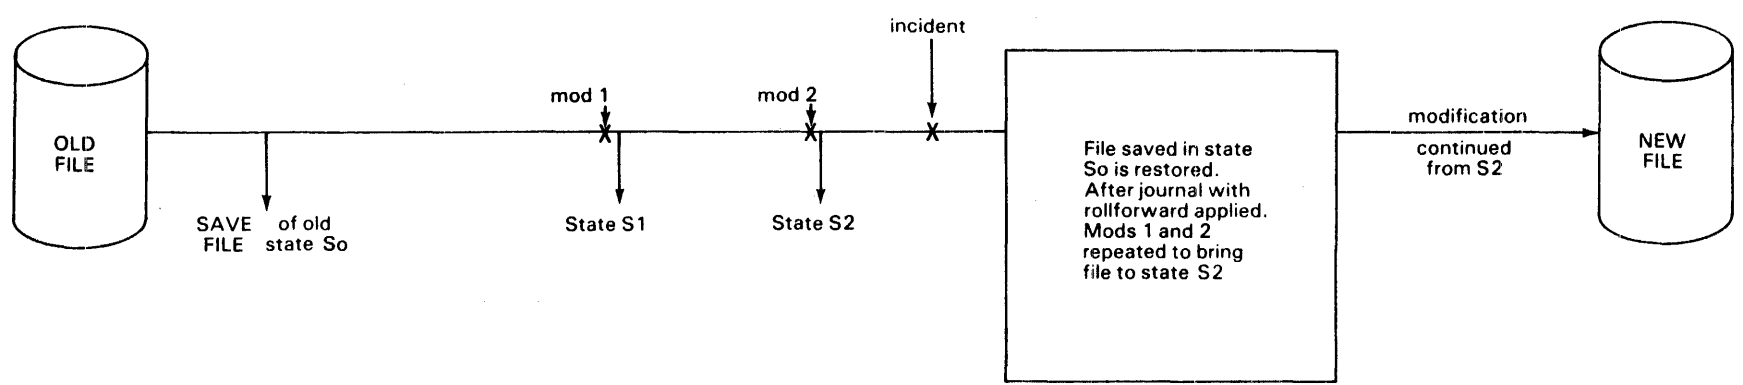 incident
mod 1
mod 2
OLD
FILE
SAVE of old
FILE state So
State S1
State S2
File saved in state
So is restored.
After journal with
rollforward applied.
Mods 1 and 2
repeated to bring
file to state S2
modification
continued
from S2
NEW
FILE